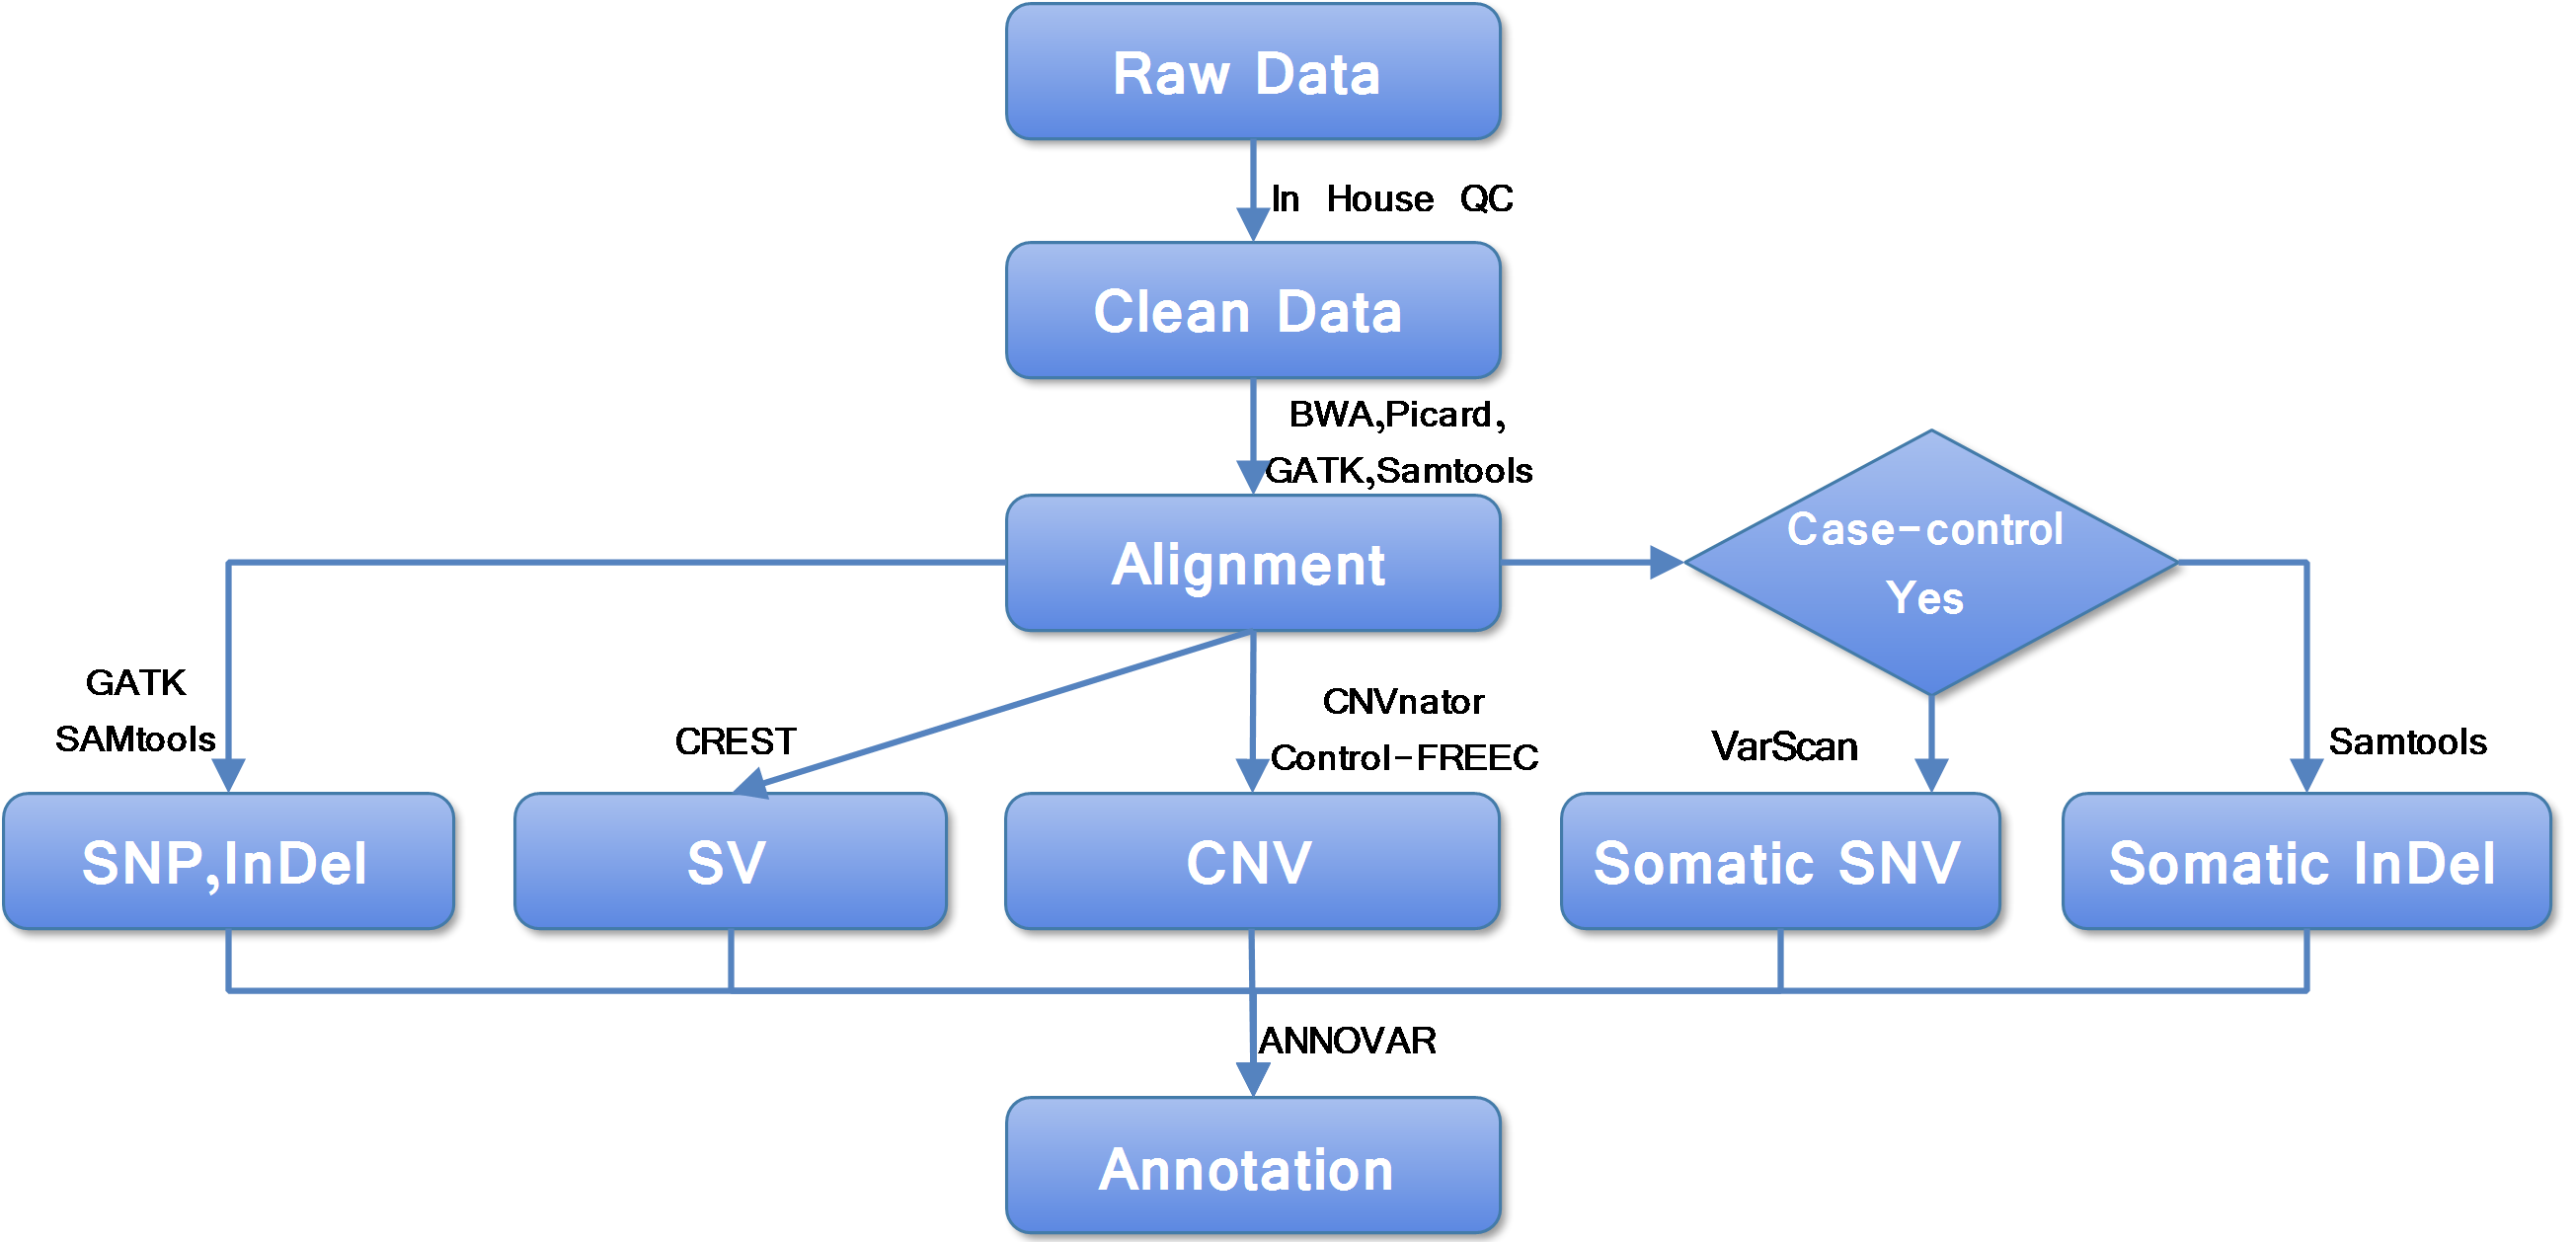 Raw Data
In House QC
Clean Data
BWA,Picard,
GATK,Samtools
Alignment
Case-control
Yes
GATK
SAMtools
CREST
CNVnator
Control-FREEC
VarScan
Samtools
SNP,InDel
SV
CNV
Somatic SNV
Somatic InDel
ANNOVAR
Annotation